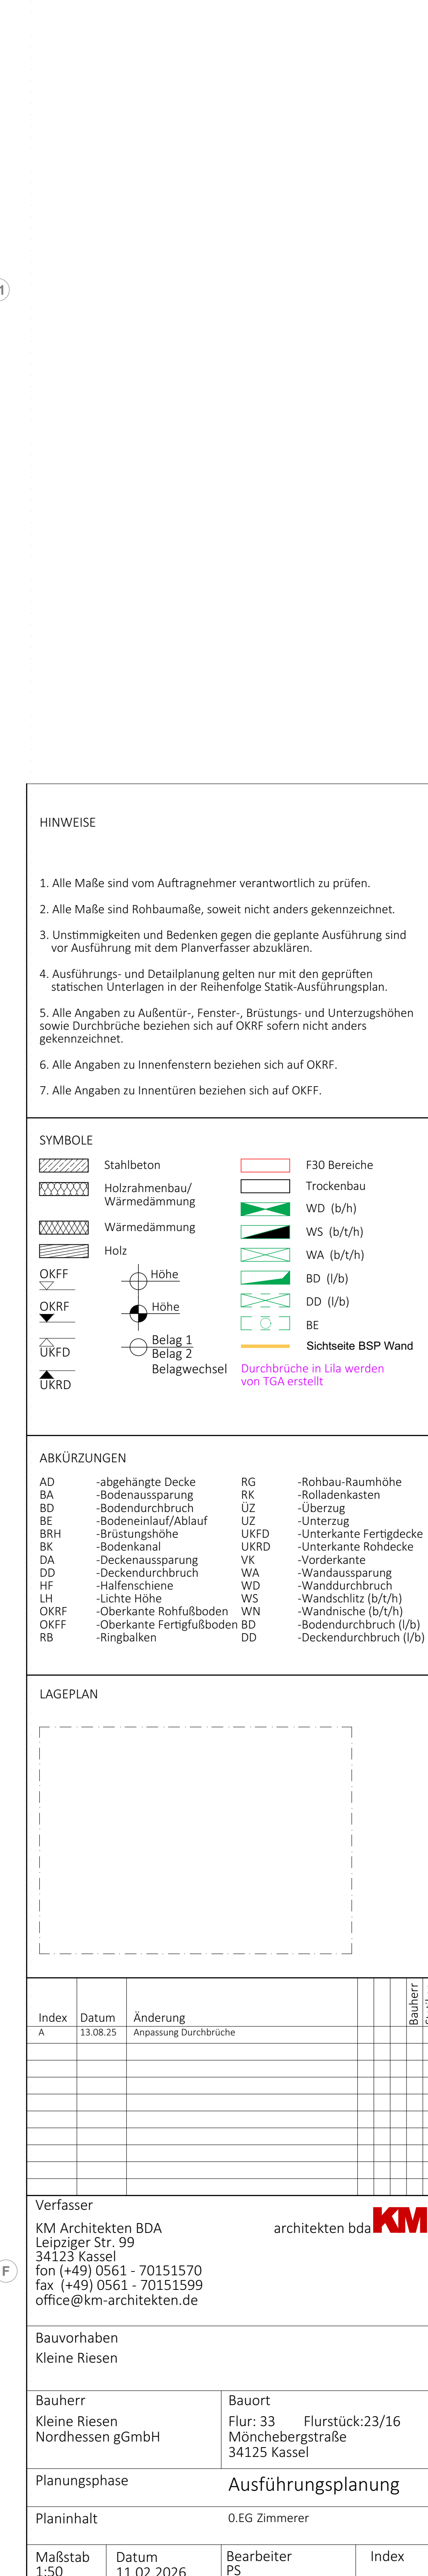 HINWEISE
1. Alle Maße sind vom Auftragnehmer verantwortlich zu prüfen.
2. Alle Maße sind Rohbaumaße, soweit nicht anders gekennzeichnet.
3. Unstimmigkeiten und Bedenken gegen die geplante Ausführung sind
vor Ausführung mit dem Planverfasser abzuklären.
4. Ausführungs- und Detailplanung gelten nur mit den geprüften
statischen Unterlagen in der Reihenfolge Statik-Ausführungsplan.
5. Alle Angaben zu Außentür-, Fenster-, Brüstungs- und Unterzugshöhen
sowie Durchbrüche beziehen sich auf OKRF sofern nicht anders
gekennzeichnet.
6. Alle Angaben zu Innenfenstern beziehen sich auf OKRF.
7. Alle Angaben zu Innentüren beziehen sich auf OKFF.
SYMBOLE
Stahlbeton
Holzrahmenbau/
Wärmedämmung
Wärmedämmung
Holz
OKFF
Höhe
OKRF
Höhe
UKFD
Belag 1
Belag 2
Belagwechsel
UKRD
F30 Bereiche
Trockenbau
WD (b/h)
WS (b/t/h)
WA (b/t/h)
BD (l/b)
DD (l/b)
BE
Sichtseite BSP Wand
Durchbrüche in Lila werden
von TGA erstellt
ABKÜRZUNGEN
AD -abgehängte Decke
BA -Bodenaussparung
BD -Bodendurchbruch
BE -Bodeneinlauf/Ablauf
BRH -Brüstungshöhe
BK -Bodenkanal
DA -Deckenaussparung
DD -Deckendurchbruch
HF -Halfenschiene
LH -Lichte Höhe
OKRF -Oberkante Rohfußboden
OKFF -Oberkante Fertigfußboden
RB -Ringbalken
RG -Rohbau-Raumhöhe
RK -Rolladenkasten
ÜZ -Überzug
UZ -Unterzug
UKFD -Unterkante Fertigdecke
UKRD -Unterkante Rohdecke
VK -Vorderkante
WA -Wandaussparung
WD -Wanddurchbruch
WS -Wandschlitz (b/t/h)
WN -Wandnische (b/t/h)
BD -Bodendurchbruch (l/b)
DD -Deckendurchbruch (l/b)
LAGEPLAN
Index Datum Änderung Bauherr
A 13.08.25 Anpassung Durchbrüche
Verfasser
KM Architekten BDA
Leipziger Str. 99
34123 Kassel
fon (+49) 0561 - 70151570
fax (+49) 0561 - 70151599
office@km-architekten.de
architekten bda KM
F
Bauvorhaben
Kleine Riesen
Bauherr
Kleine Riesen
Nordhessen gGmbH
Bauort
Flur: 33 Flurstück:23/16
Mönchebergstraße
34125 Kassel
Planungsphase
Ausführungsplanung
Planinhalt
0.EG Zimmerer
Maßstab
1:50
Datum
11.02.2026
Bearbeiter
PS
Index